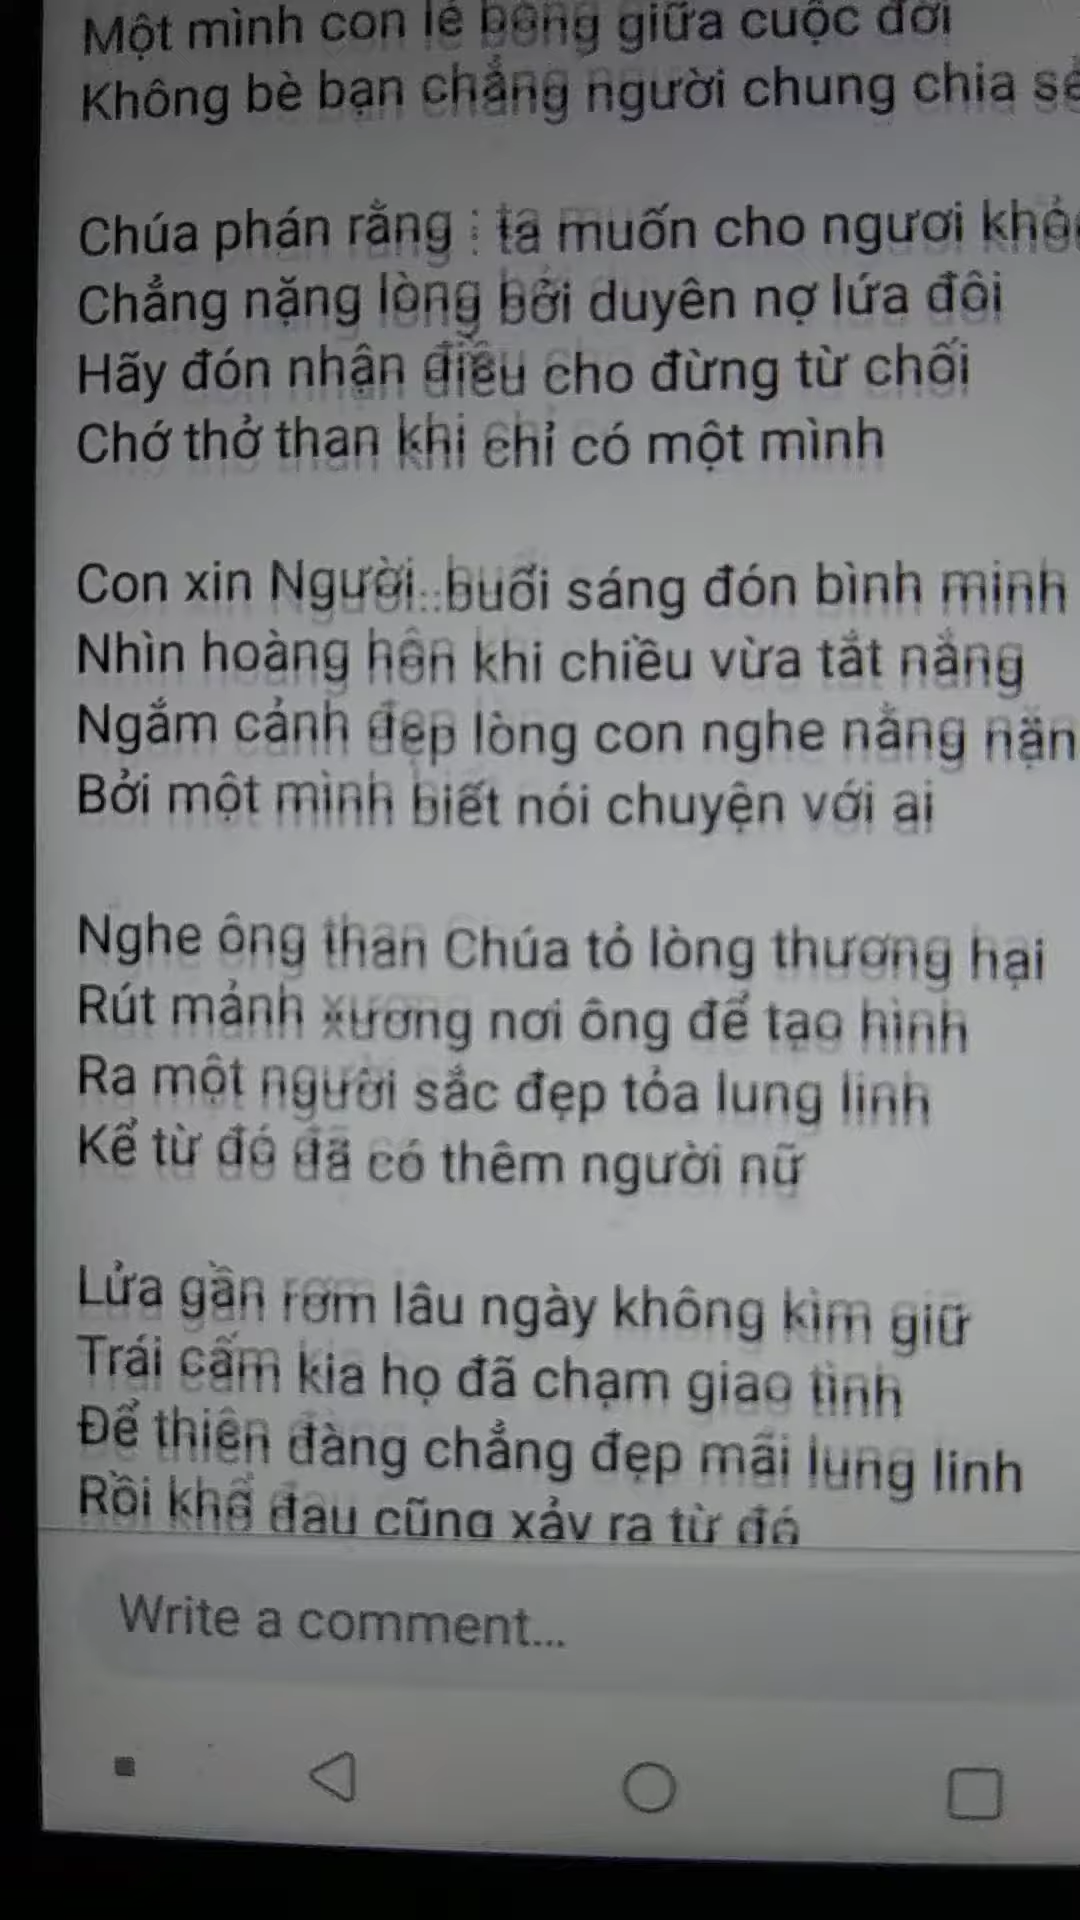 Một mình con lẻ bóng giữa cuộc đời
Không bè bạn chẳng người chung chia sẻ
Chúa phán rằng : ta muốn cho ngươi
Chẳng nặng lòng bởi duyên nợ lứa đôi
Hãy đón nhận điều cho đừng từ chối
Chớ thở than khi chỉ có một mình
Con xin Người..buổi sáng đón bình minh
Nhìn hoàng hôn khi chiều vừa tắt nắng
Ngắm cảnh đẹp lòng con nghe nằng
Bởi một mình biết nói chuyện với ai
Nghe ông than Chúa tỏ lòng thương hại
Rút mảnh xương nơi ông để tạo hình
Ra một người sắc đẹp tỏa lung linh
Kể từ đó đã có thêm người nữ
Lửa gần rơm lâu ngày không kìm giữ
Trái cấm kia họ đã chạm giao tình
Để thiên đàng chẳng đẹp mãi lung linh
Rồi khổ đau cũng xảy ra từ đó
Write a comment...